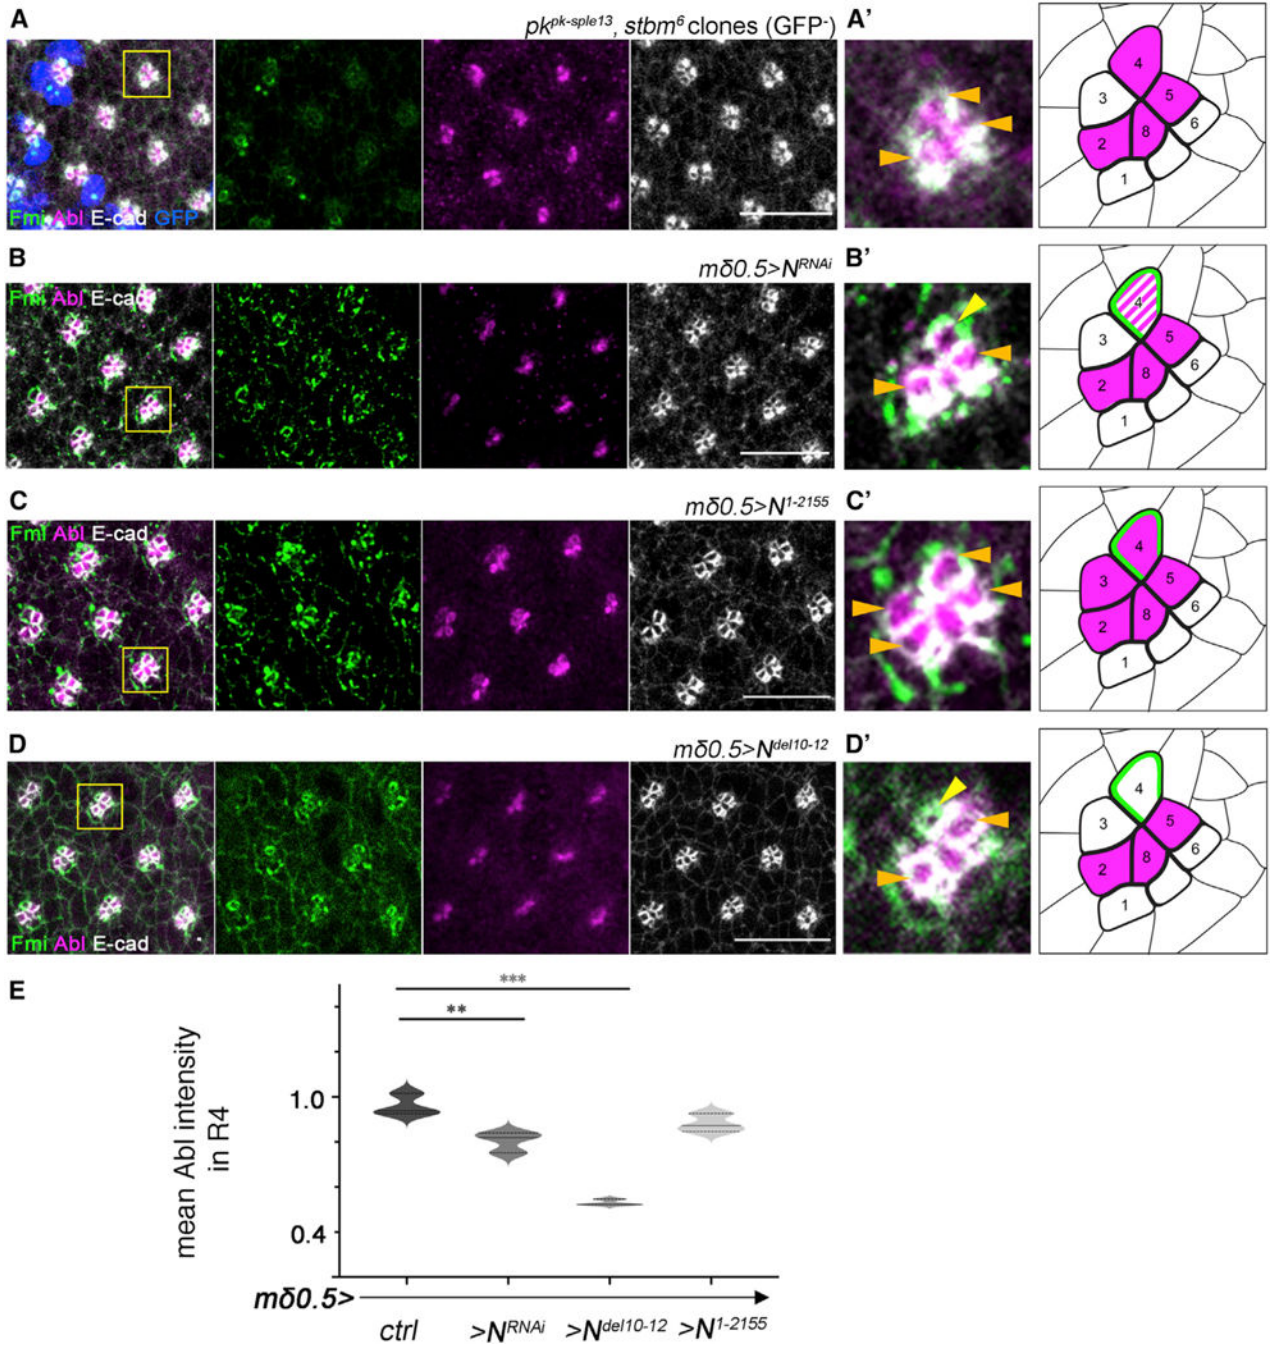 A
pk^pk-sple13, stbm^6 clones (GFP^-)
A’
Fmi Abl E-cad GFP
4
3
5
6
2
8
1
B
mδ0.5>N^RNAi
B’
Fmi Abl E-cad
4
3
5
6
2
8
1
C
mδ0.5>N^1-2155
C’
Fmi Abl E-cad
4
3
5
6
2
8
1
D
mδ0.5>N^del10-12
D’
Fmi Abl E-cad
4
3
5
6
2
8
1
E
***
**
mean Abl intensity
in R4
1.0
0.4
mδ0.5>
ctrl >N^RNAi >N^del10-12 >N^1-2155